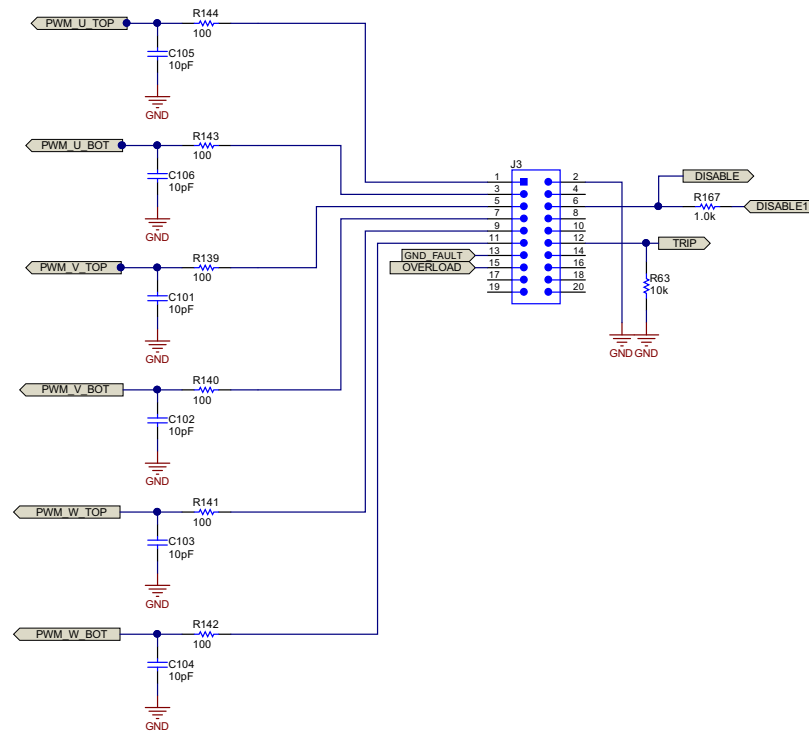 PWM_U_TOP
R144
100
C105
10pF
GND
PWM_U_BOT
R143
100
C106
10pF
GND
PWM_V_TOP
R139
100
C101
10pF
GND
PWM_V_BOT
R140
100
C102
10pF
GND
PWM_W_TOP
R141
100
C103
10pF
GND
PWM_W_BOT
R142
100
C104
10pF
GND
J3
1 2
3 4
5 6
7 8
9 10
11 12
13 14
15 16
17 18
19 20
GND_FAULT
OVERLOAD
DISABLE
R167
1.0k
DISABLE1
TRIP
R63
10k
GND GND